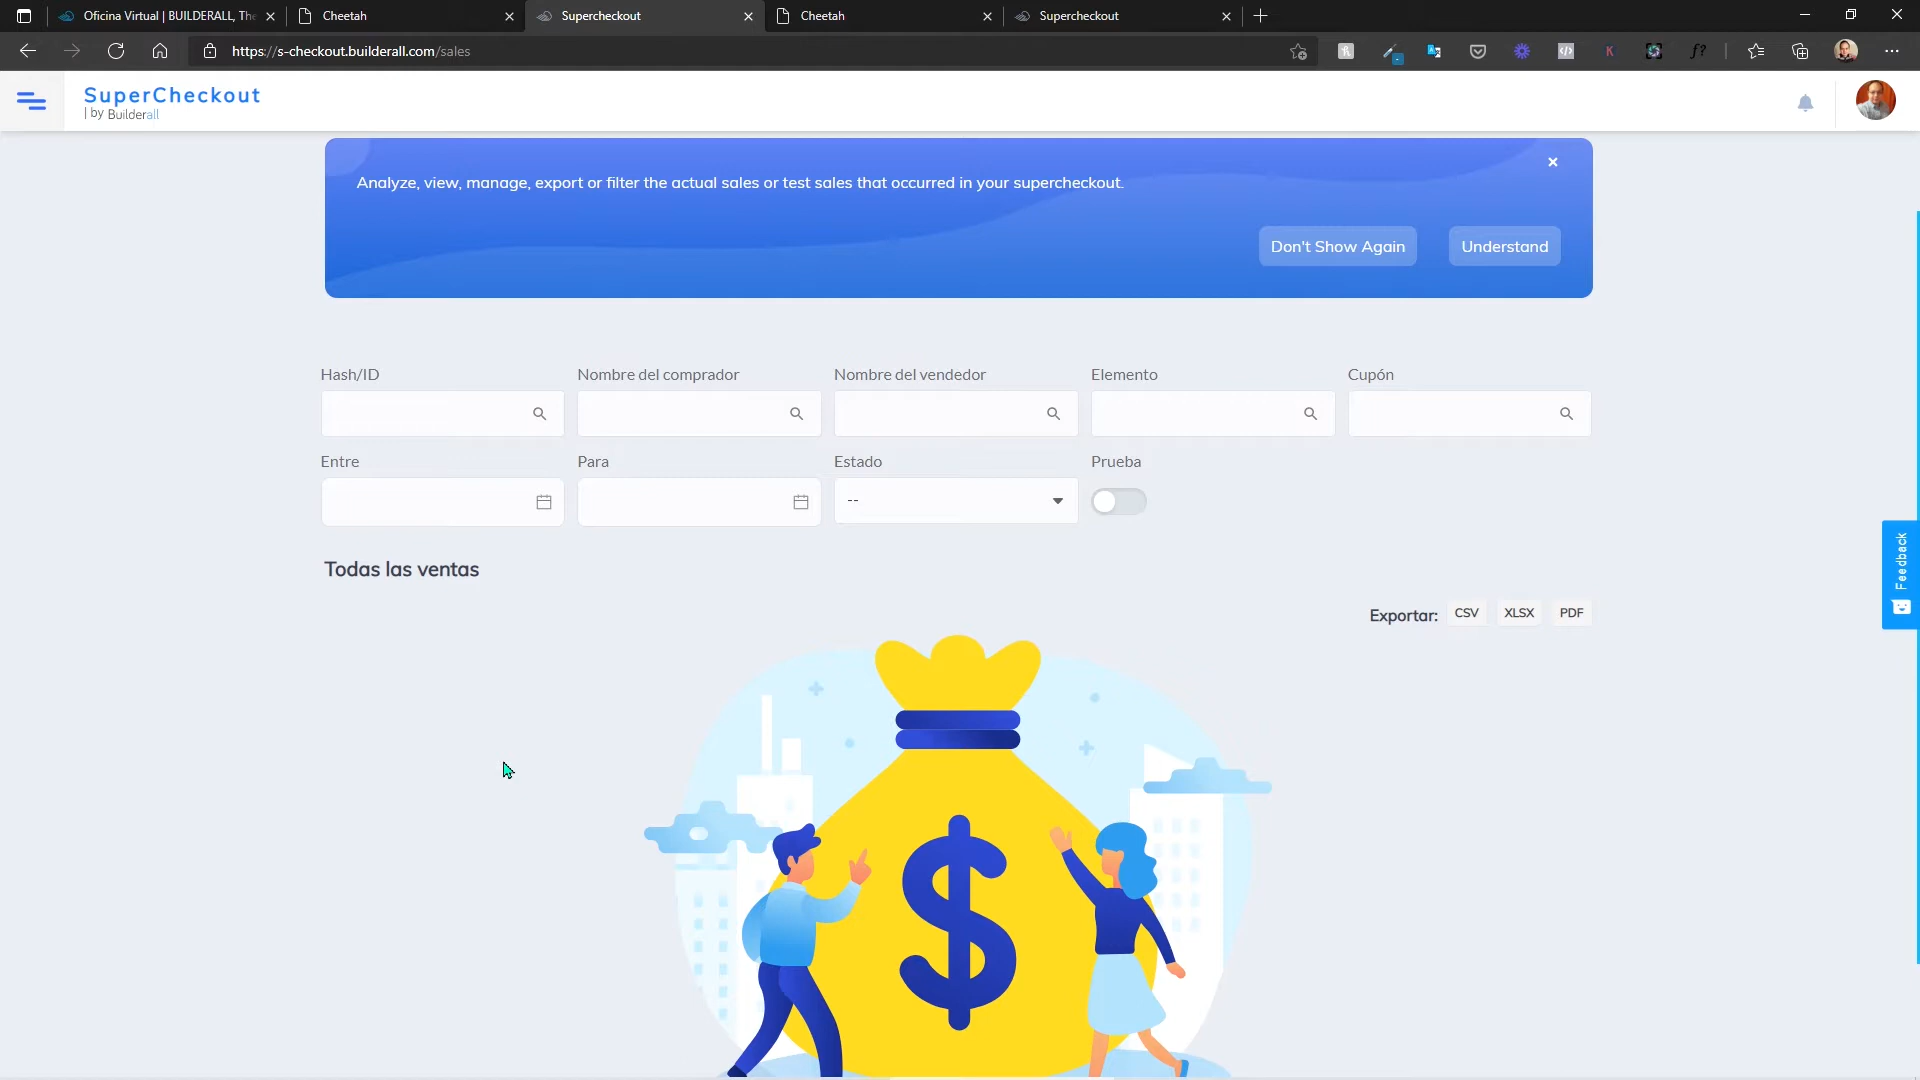 Oficina Virtual | BUILDERALL, The
Cheetah
Supercheckout
Cheetah
Supercheckout
https://s-checkout.builderall.com/sales
SuperCheckout
| by Builderall
Analyze, view, manage, export or filter the actual sales or test sales that occurred in your supercheckout.
Don't Show Again
Understand
Hash/ID
Nombre del comprador
Nombre del vendedor
Elemento
Cupón
Entre
Para
Estado
Prueba
--
Todas las ventas
Exportar:
CSV
XLSX
PDF
Feedback
$